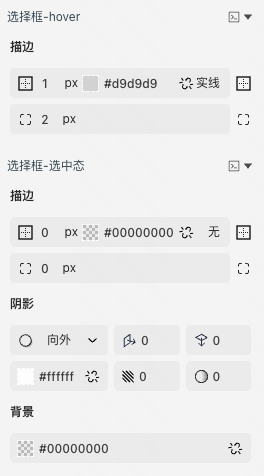 选择框-hover
描边
1 px #d9d9d9 实线
2 px
选择框-选中态
描边
0 px #00000000 无
0 px
阴影
向外 0 0
#ffffff 0 0
背景
#00000000